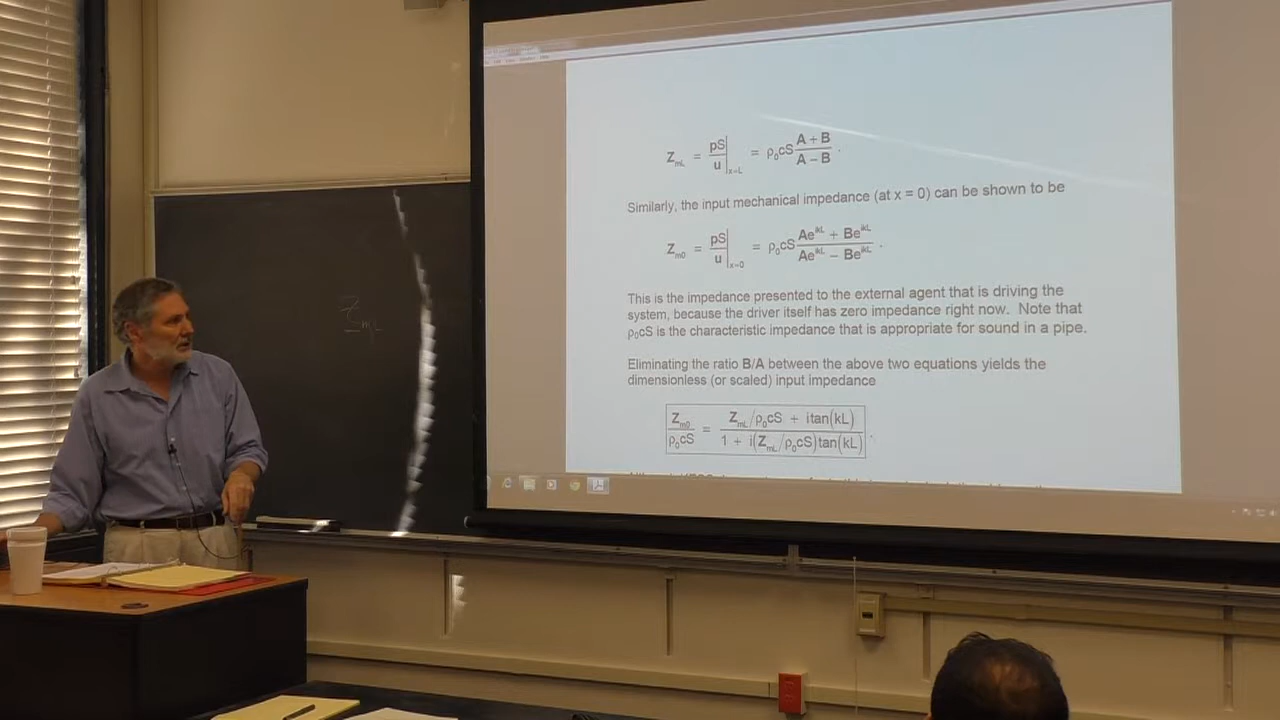 Z_mL = pS/u |x=L = ρ₀cS (A + B)/(A − B) .
Similarly, the input mechanical impedance (at x = 0) can be shown to be
Z_m0 = pS/u |x=0 = ρ₀cS (Ae^ikL + Be^ikL)/(Ae^ikL − Be^ikL) .
This is the impedance presented to the external agent that is driving the
system, because the driver itself has zero impedance right now. Note that
ρ₀cS is the characteristic impedance that is appropriate for sound in a pipe.
Eliminating the ratio B/A between the above two equations yields the
dimensionless (or scaled) input impedance
Z_m0/ρ₀cS = (Z_mL/ρ₀cS + itan(kL))/(1 + i(Z_mL/ρ₀cS)tan(kL)) .
Z_mL